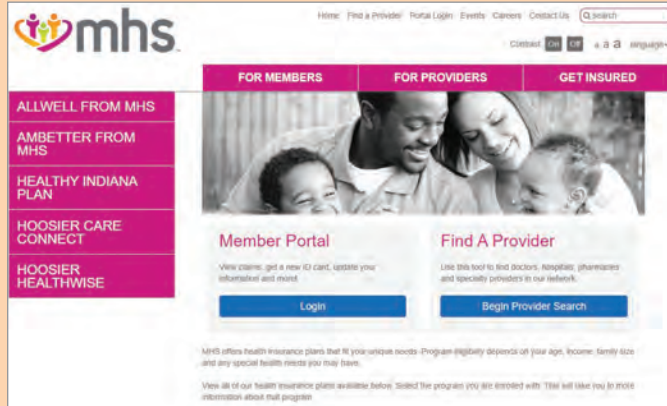 mhs
Home Find a Provider Portal Login Events Careers Contact Us search
Contrast On Off a a a language
FOR MEMBERS FOR PROVIDERS GET INSURED
ALLWELL FROM MHS
AMBETTER FROM
MHS
HEALTHY INDIANA
PLAN
HOOSIER CARE
CONNECT
HOOSIER
HEALTHWISE
Member Portal
View claims, get a new ID card, update your
information and more!
Login
Find A Provider
Use this tool to find doctors, hospitals, pharmacies
and specialty providers in our network.
Begin Provider Search
MHS offers health insurance plans that fit your unique needs. Program eligibility depends on your age, income, family size
and any special health needs you may have.
View all of our health insurance plans available below. Select the program you are enrolled with. This will take you to more
information about that program